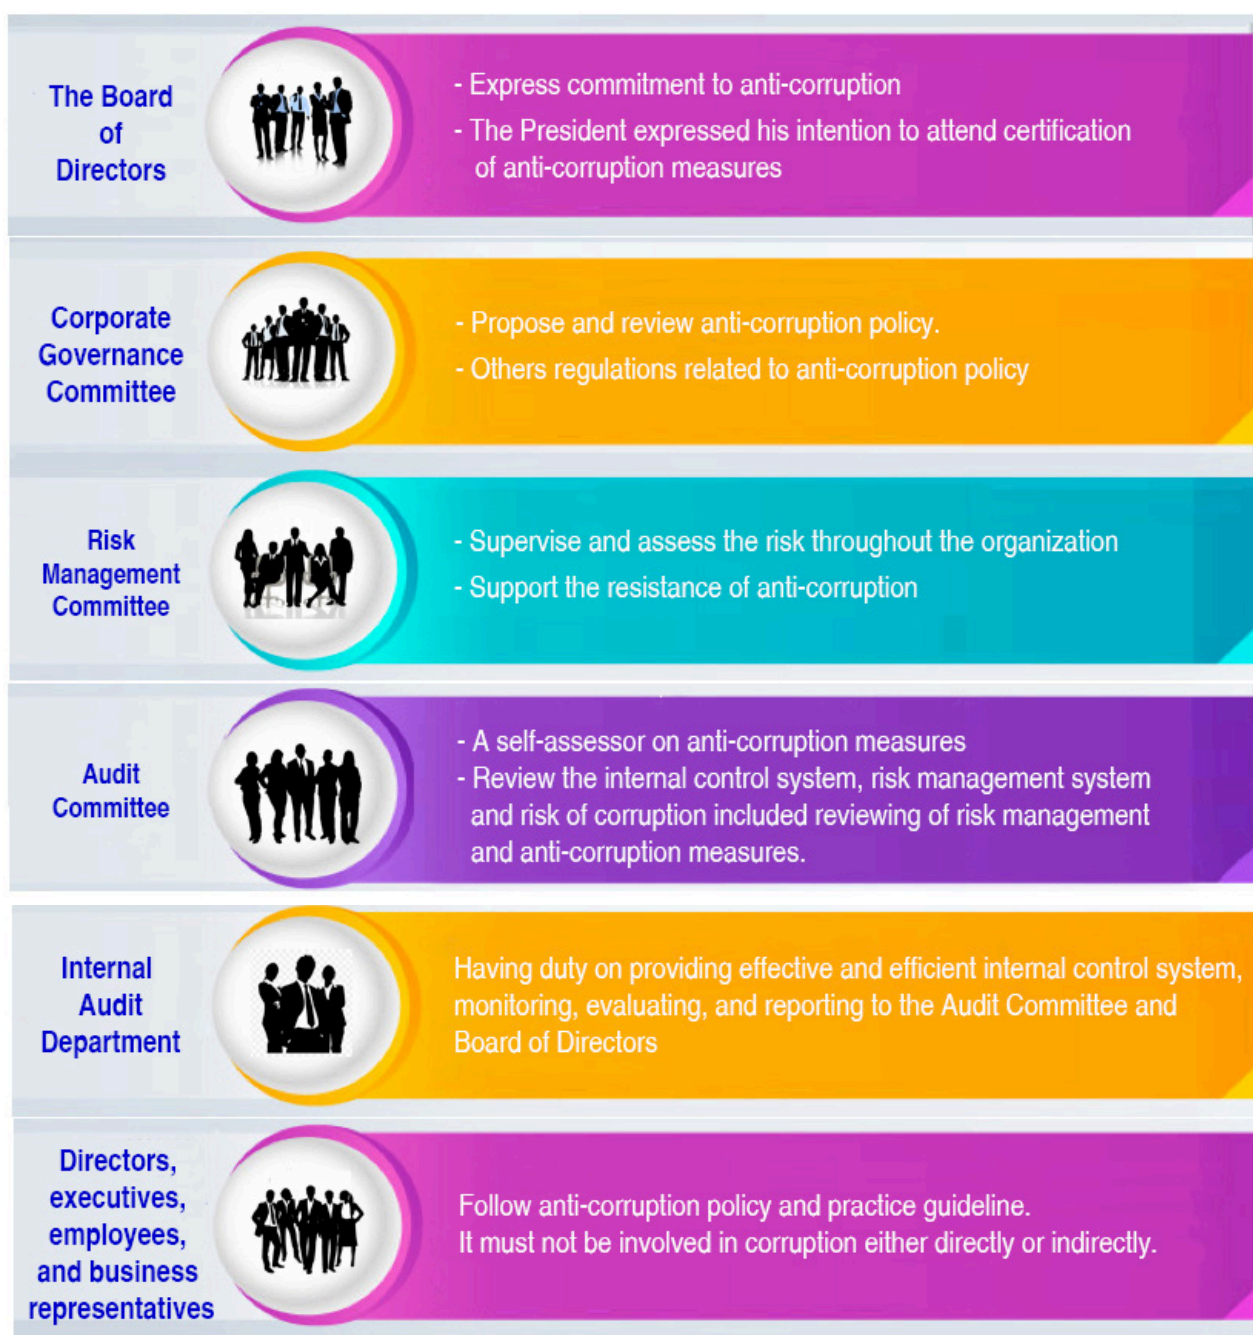 The Board
of
Directors
- Express commitment to anti-corruption
- The President expressed his intention to attend certification
of anti-corruption measures
Corporate
Governance
Committee
- Propose and review anti-corruption policy.
- Others regulations related to anti-corruption policy
Risk
Management
Committee
- Supervise and assess the risk throughout the organization
- Support the resistance of anti-corruption
Audit
Committee
- A self-assessor on anti-corruption measures
- Review the internal control system, risk management system
and risk of corruption included reviewing of risk management
and anti-corruption measures.
Internal
Audit
Department
Having duty on providing effective and efficient internal control system,
monitoring, evaluating, and reporting to the Audit Committee and
Board of Directors
Directors,
executives,
employees,
and business
representatives
Follow anti-corruption policy and practice guideline.
It must not be involved in corruption either directly or indirectly.